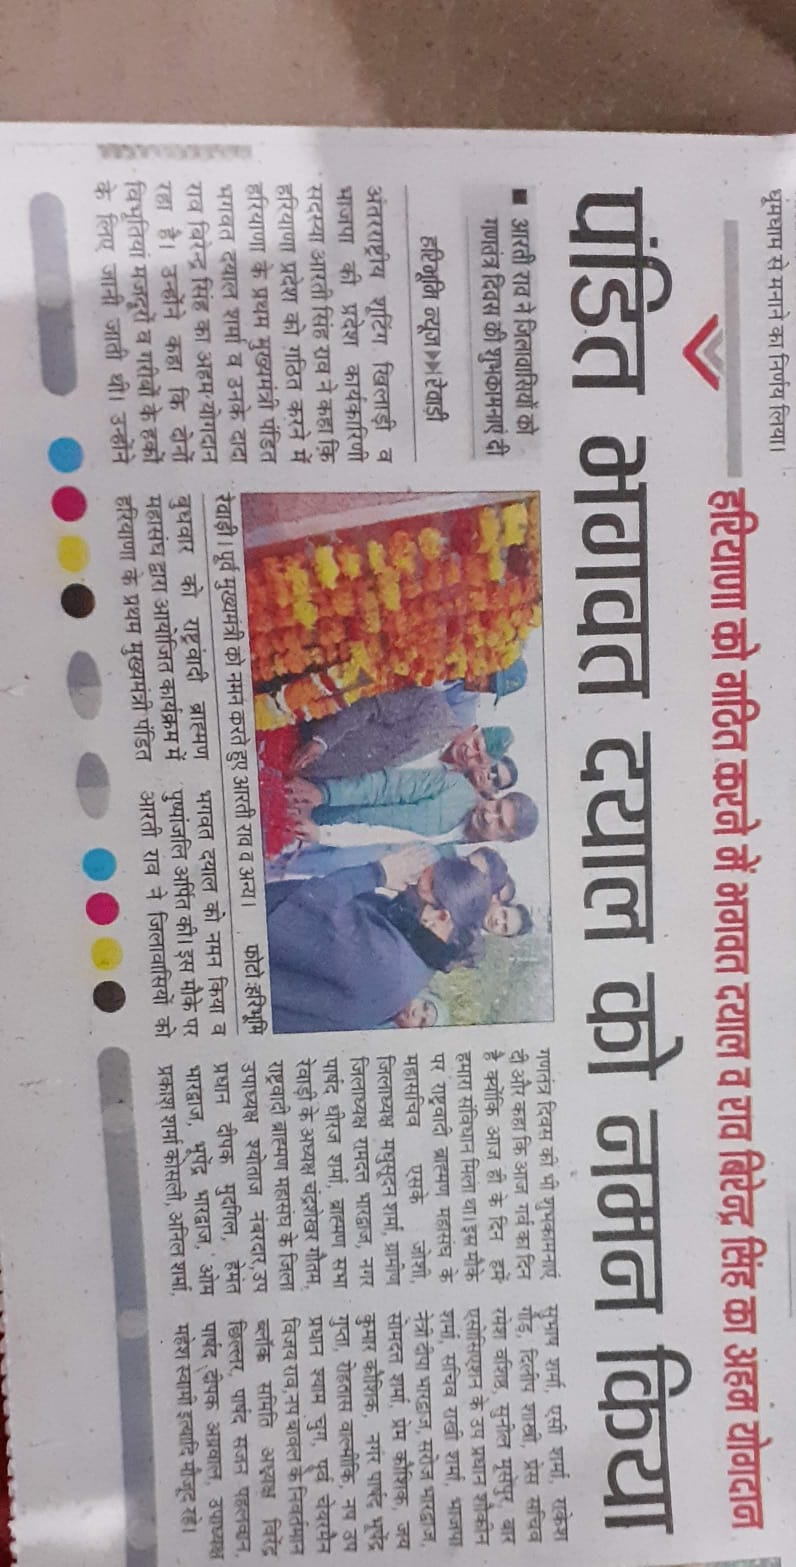 धूमधाम से मनाने का निर्णय लिया।
हरियाणा को गठित करने में भगवत दयाल व राव बिरेन्द्र सिंह का अहम योगदान
पंडित भगवत दयाल को नमन किया
■ आरती राव ने जिलावासियों को
गणतंत्र दिवस की शुभकामनाएं दी
हरिभूमि न्यूज▶▶रेवाड़ी
अंतरराष्ट्रीय शूटिंग खिलाड़ी व
भाजपा की प्रदेश कार्यकारिणी
सदस्या आरती सिंह राव ने कहा कि
हरियाणा प्रदेश को गठित करने में
हरियाणा के प्रथम मुख्यमंत्री पंडित
भगवत दयाल शर्मा व उनके दादा
राव बिरेन्द्र सिंह का अहम योगदान
रहा है। उन्होंने कहा कि दोनों
विभूतियां मजदूरों व गरीबों के हकों
के लिए जानी जाती थी। उन्होंने
रेवाड़ी। पूर्व मुख्यमंत्री को नमन करते हुए आरती राव व अन्य। फोटो :हरिभूमि
बुधवार को राष्ट्रवादी ब्राह्मण
महासंघ द्वारा आयोजित कार्यक्रम में
हरियाणा के प्रथम मुख्यमंत्री पंडित
भगवत दयाल को नमन किया व
पुष्पांजलि अर्पित की। इस मौके पर
आरती राव ने जिलावासियों को
गणतंत्र दिवस की भी शुभकामनाएं
दी और कहा कि आज गर्व का दिन
है क्योंकि आज ही के दिन हमें
हमारा संविधान मिला था। इस मौके
पर राष्ट्रवादी ब्राह्मण महासंघ के
महासचिव एसके जोशी,
जिलाध्यक्ष मधुसूदन शर्मा, ग्रामीण
जिलाध्यक्ष रामदत्त भारद्वाज, नगर
पार्षद धीरज शर्मा, ब्राह्मण सभा
रेवाड़ी के अध्यक्ष चंद्रशेखर गौतम,
राष्ट्रवादी ब्राह्मण महासंघ के जिला
उपाध्यक्ष श्योताज नंबरदार,उप
प्रधान दीपक मुदगिल, हेमंत
भारद्वाज, भूपेंद्र भारद्वाज, ओम
प्रकाश शर्मा कोसली, अनिल शर्मा,
सुभाष शर्मा, एसी शर्मा, राकेश
गौड़, दिलीप शास्त्री, प्रेस सचिव
रमेश वशिष्ठ, सुनील मूसेपुर, बार
एसोसिएशन के उप प्रधान शौकीन
शर्मा, सचिव राखी शर्मा, भाजपा
नेत्री दीपा भारद्वाज, सरोज भारद्वाज,
सोमदत्त शर्मा, प्रेम कौशिक, जय
कुमार कौशिक, नगर पार्षद भूपेंद्र
गुप्ता, रोहतास वाल्मीकि, नप उप
प्रधान श्याम चुग, पूर्व चेयरमैन
विजय राव,नप बावल के निवर्तमान
ब्लॉक समिति अध्यक्ष विरेंद्र
छिल्लर, पार्षद सजन पहलवान,
पार्षद दीपक अग्रवाल, उपाध्यक्ष
महेश स्वामी इत्यादि मौजूद रहे।